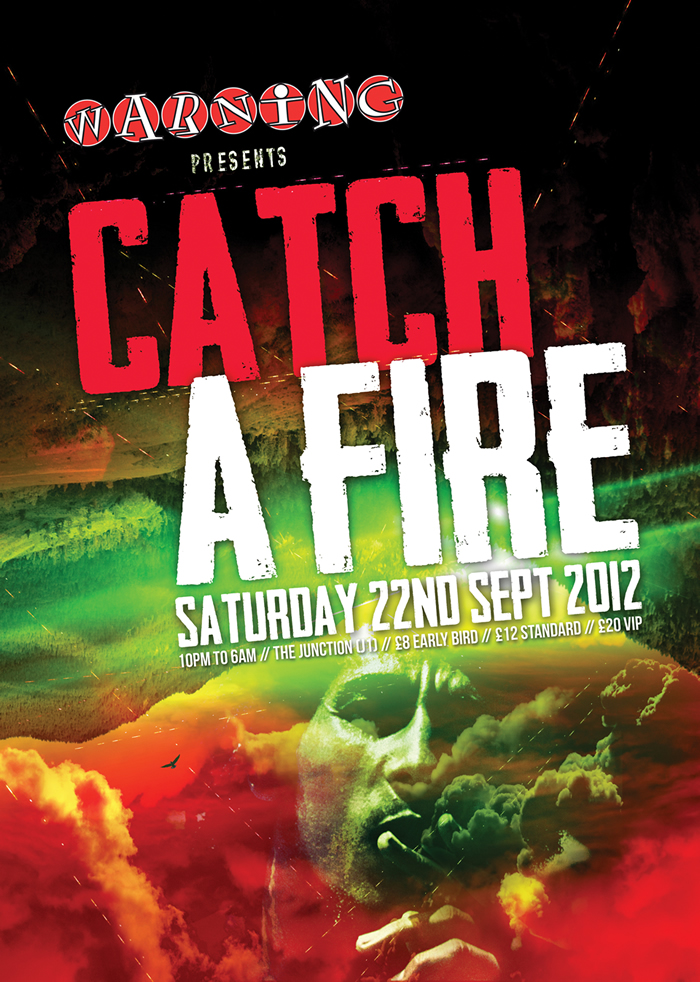 WARNING
PRESENTS
CATCH
A FIRE
SATURDAY 22ND SEPT 2012
10PM TO 6AM // THE JUNCTION (J1) // £8 EARLY BIRD // £12 STANDARD // £20 VIP